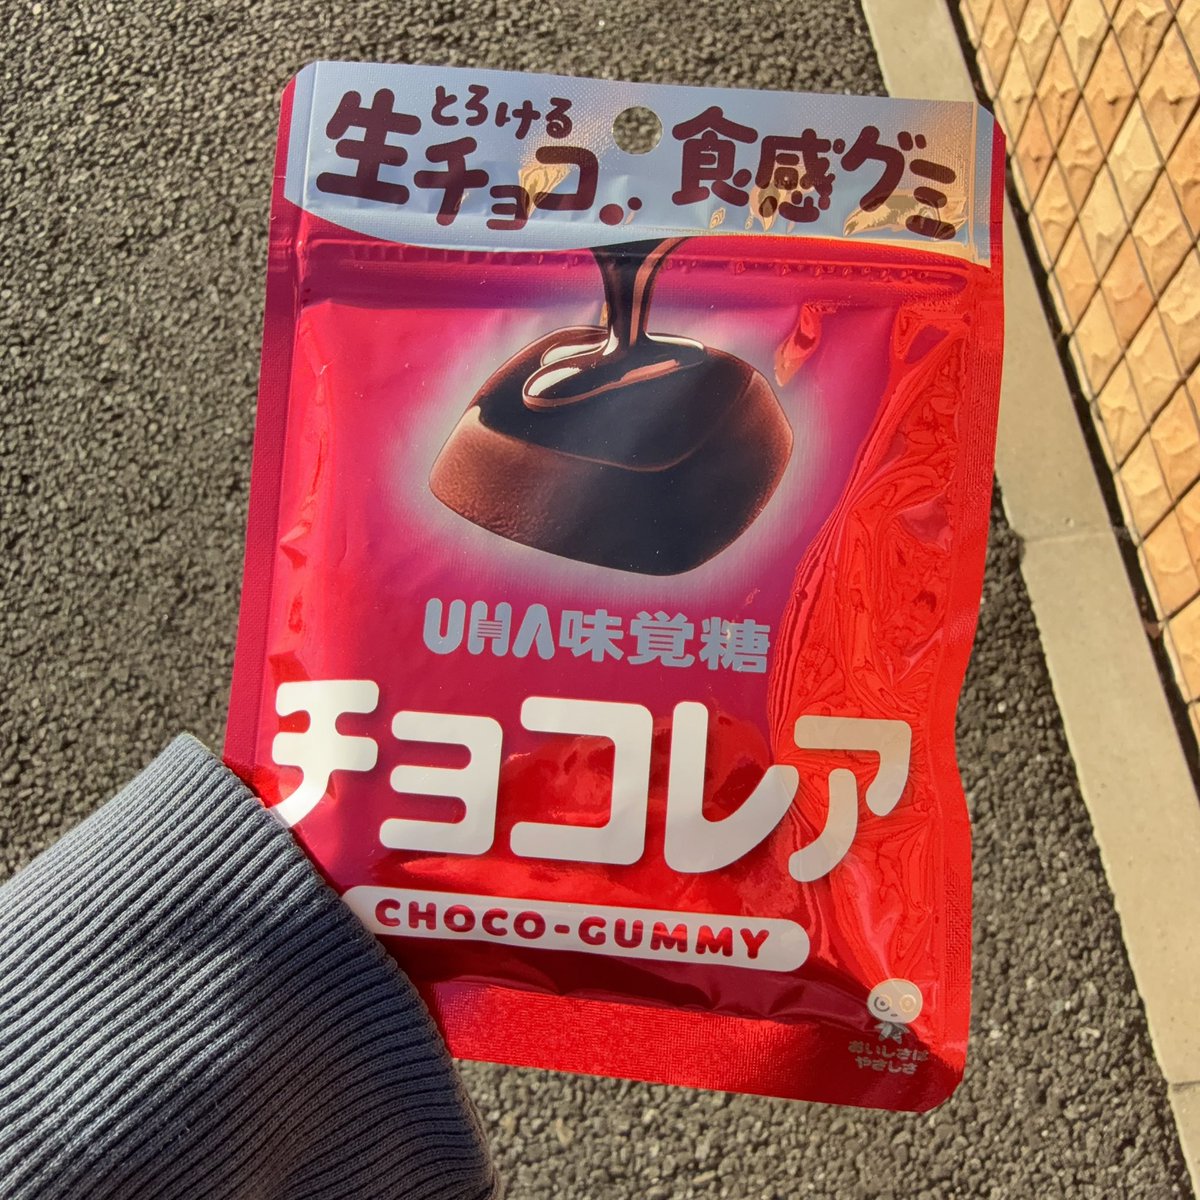 とろける
生チョコ 食感グミ
UHA味覚糖
チョコレア
CHOCO-GUMMY
おいしさは
やさしさ